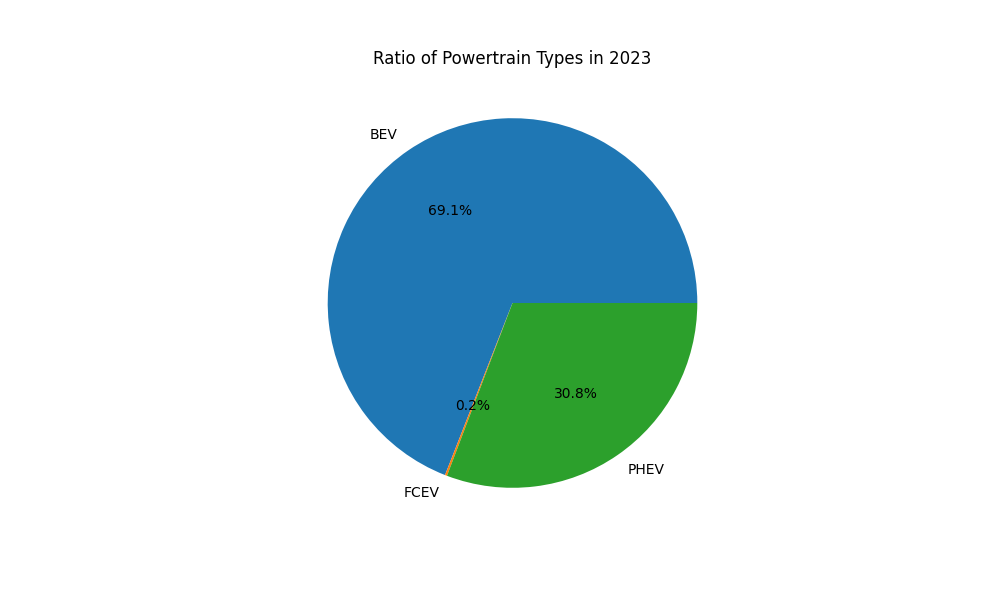 Ratio of Powertrain Types in 2023
BEV
69.1%
0.2%
30.8%
PHEV
FCEV